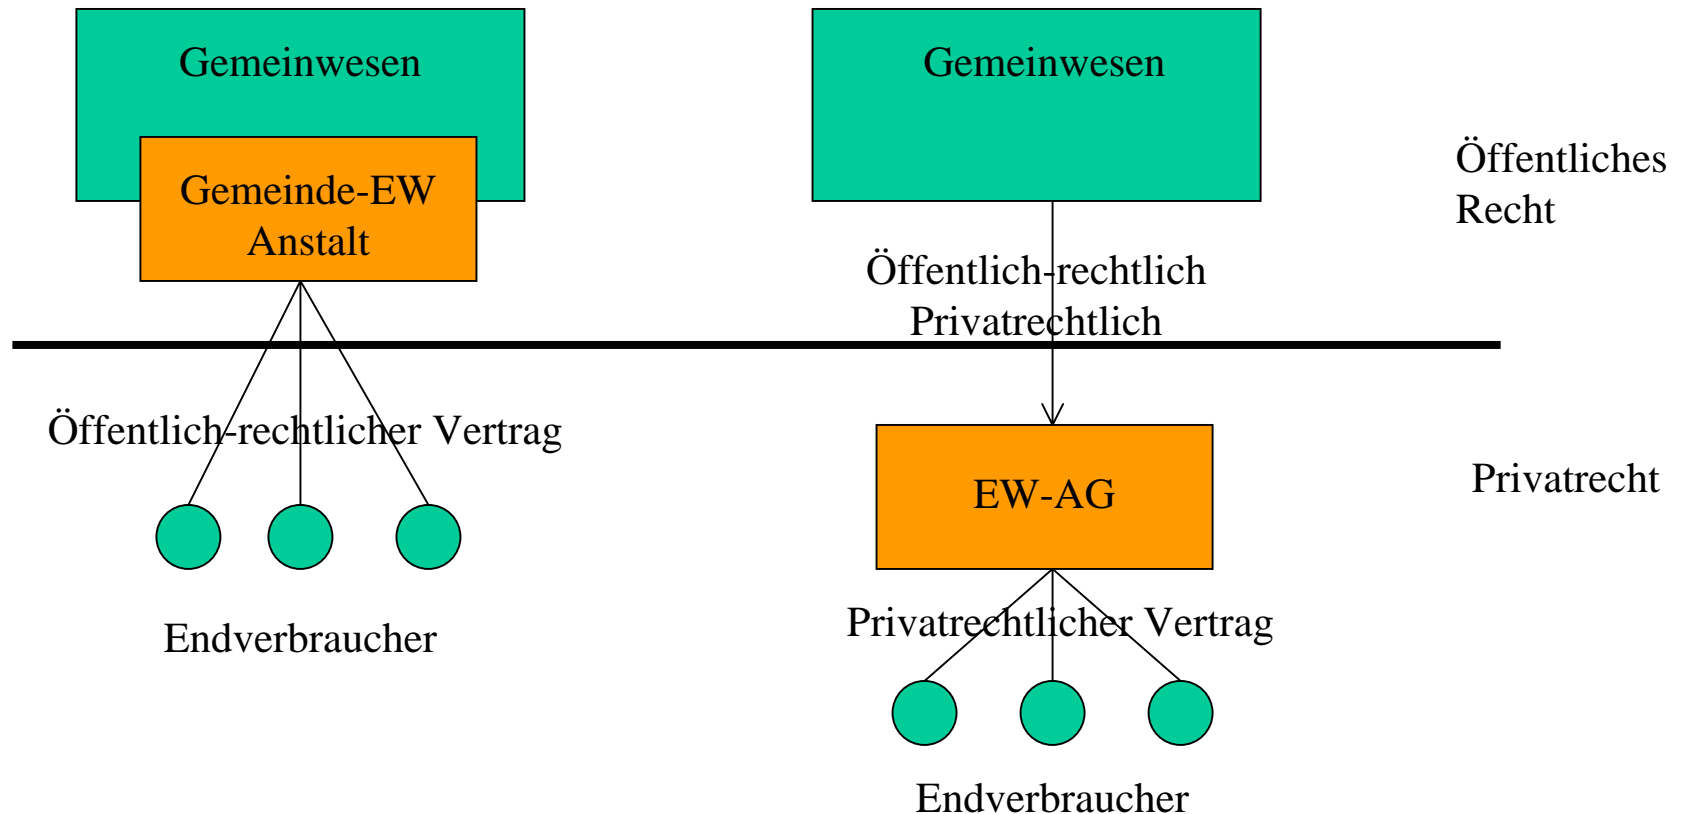 Gemeinwesen
Gemeinde-EW
Anstalt
Öffentlich-rechtlicher Vertrag
Endverbraucher
Gemeinwesen
Öffentlich-rechtlich
Privatrechtlich
EW-AG
Privatrechtlicher Vertrag
Endverbraucher
Öffentliches
Recht
Privatrecht